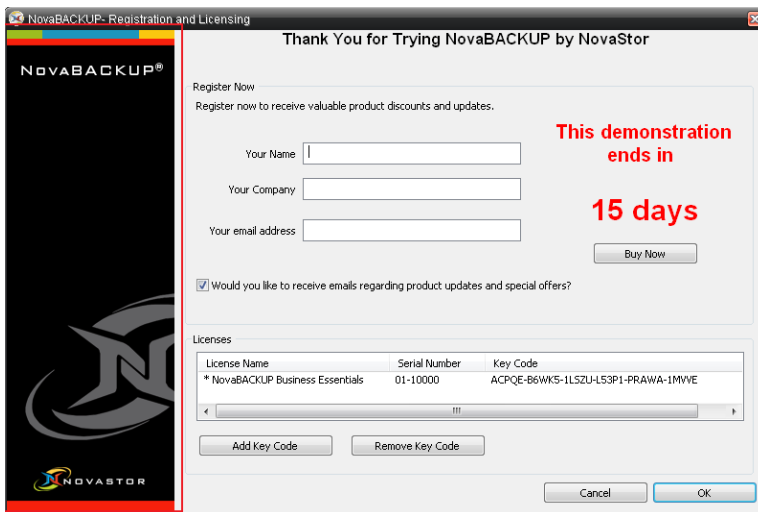 NovaBACKUP- Registration and Licensing
Thank You for Trying NovaBACKUP by NovaStor
NOVABACKUP®
Register Now
Register now to receive valuable product discounts and updates.
This demonstration
ends in
15 days
Your Name
Your Company
Your email address
Buy Now
Would you like to receive emails regarding product updates and special offers?
Licenses
License Name Serial Number Key Code
* NovaBACKUP Business Essentials 01-10000 ACPQE-B6WK5-1LSZU-L53P1-PRAWA-1MVVE
Add Key Code Remove Key Code
NOVASTOR
Cancel OK